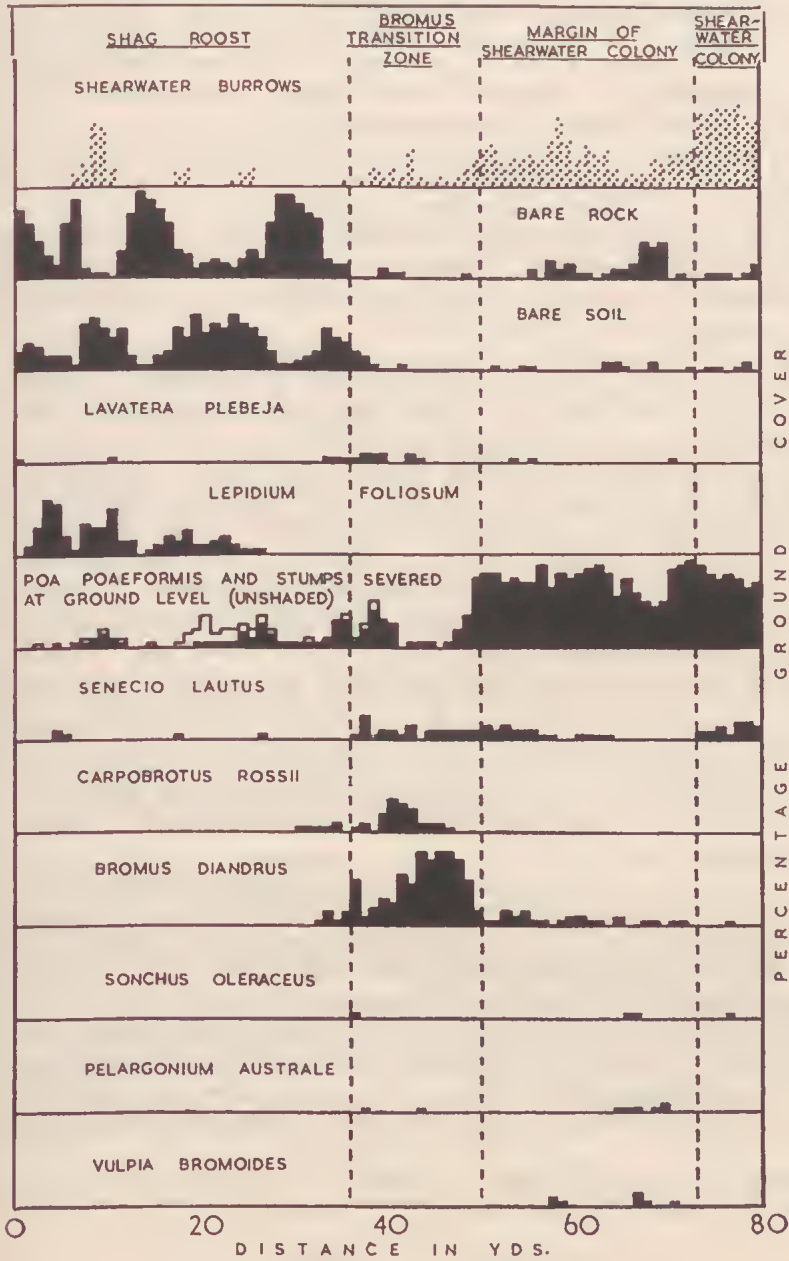 SHAG ROOST
BROMUS
TRANSITION
ZONE
MARGIN OF
SHEARWATER COLONY
SHEAR-
WATER
COLONY
SHEARWATER BURROWS
BARE ROCK
BARE SOIL
LAVATERA PLEBEJA
LEPIDIUM FOLIOSUM
POA POAEFORMIS AND STUMPS SEVERED
AT GROUND LEVEL (UNSHADED)
SENECIO LAUTUS
CARPOBROTUS ROSSII
BROMUS DIANDRUS
SONCHUS OLERACEUS
PELARGONIUM AUSTRALE
VULPIA BROMOIDES
PERCENTAGE GROUND COVER
0 20 40 60 80
DISTANCE IN YDS.